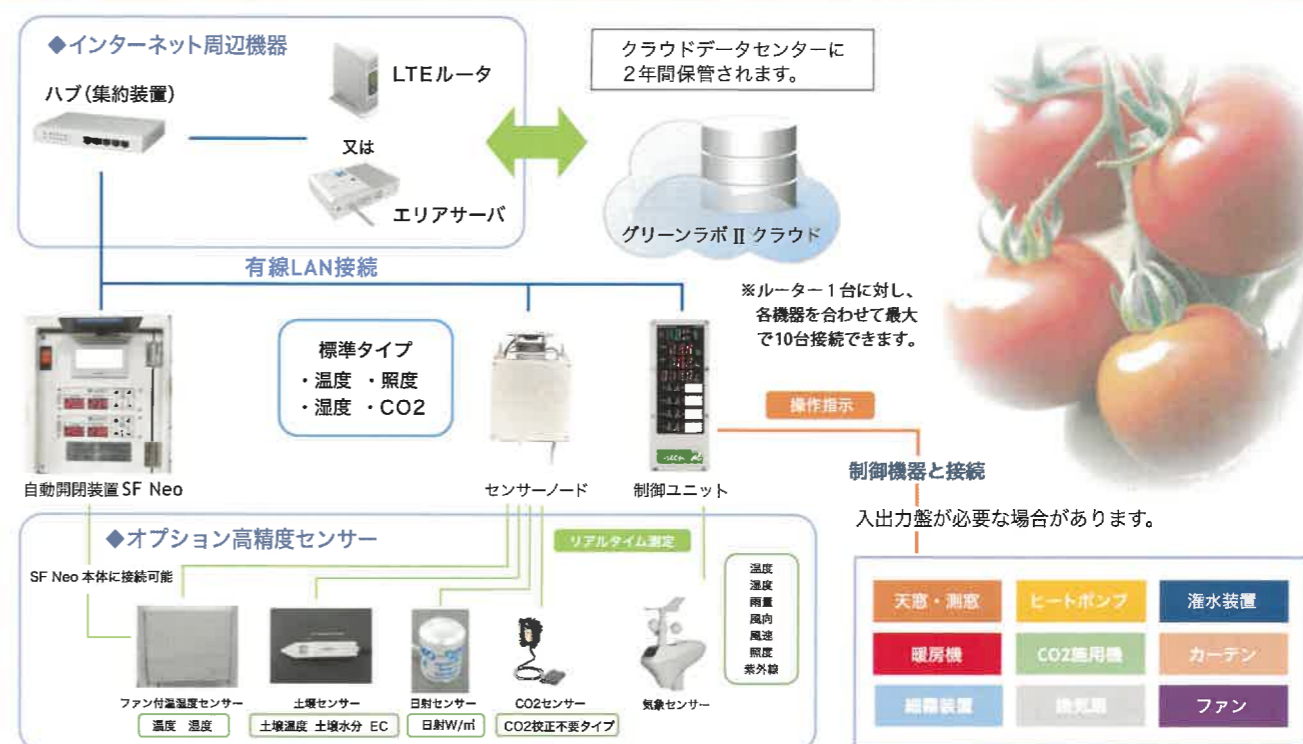 ◆インターネット周辺機器
ハブ(集約装置)
LTEルータ
又は
エリアサーバ
クラウドデータセンターに
2年間保管されます。
グリーンラボⅡクラウド
有線LAN接続
※ルーター1台に対し、
各機器を合わせて最大
で10台接続できます。
標準タイプ
・温度 ・照度
・湿度 ・CO2
自動開閉装置SF Neo
センサーノード
制御ユニット
操作指示
制御機器と接続
入出力盤が必要な場合があります。
◆オプション高精度センサー
リアルタイム測定
SF Neo 本体に接続可能
ファン付温湿度センサー
温度 湿度
土壌センサー
土壌温度 土壌水分 EC
日射センサー
日射W/㎡
CO2センサー
CO2校正不要タイプ
気象センサー
温度
湿度
雨量
風向
風速
照度
紫外線
天窓・測窓
ヒートポンプ
潅水装置
暖房機
CO2施用機
カーテン
細霧装置
換気扇
ファン